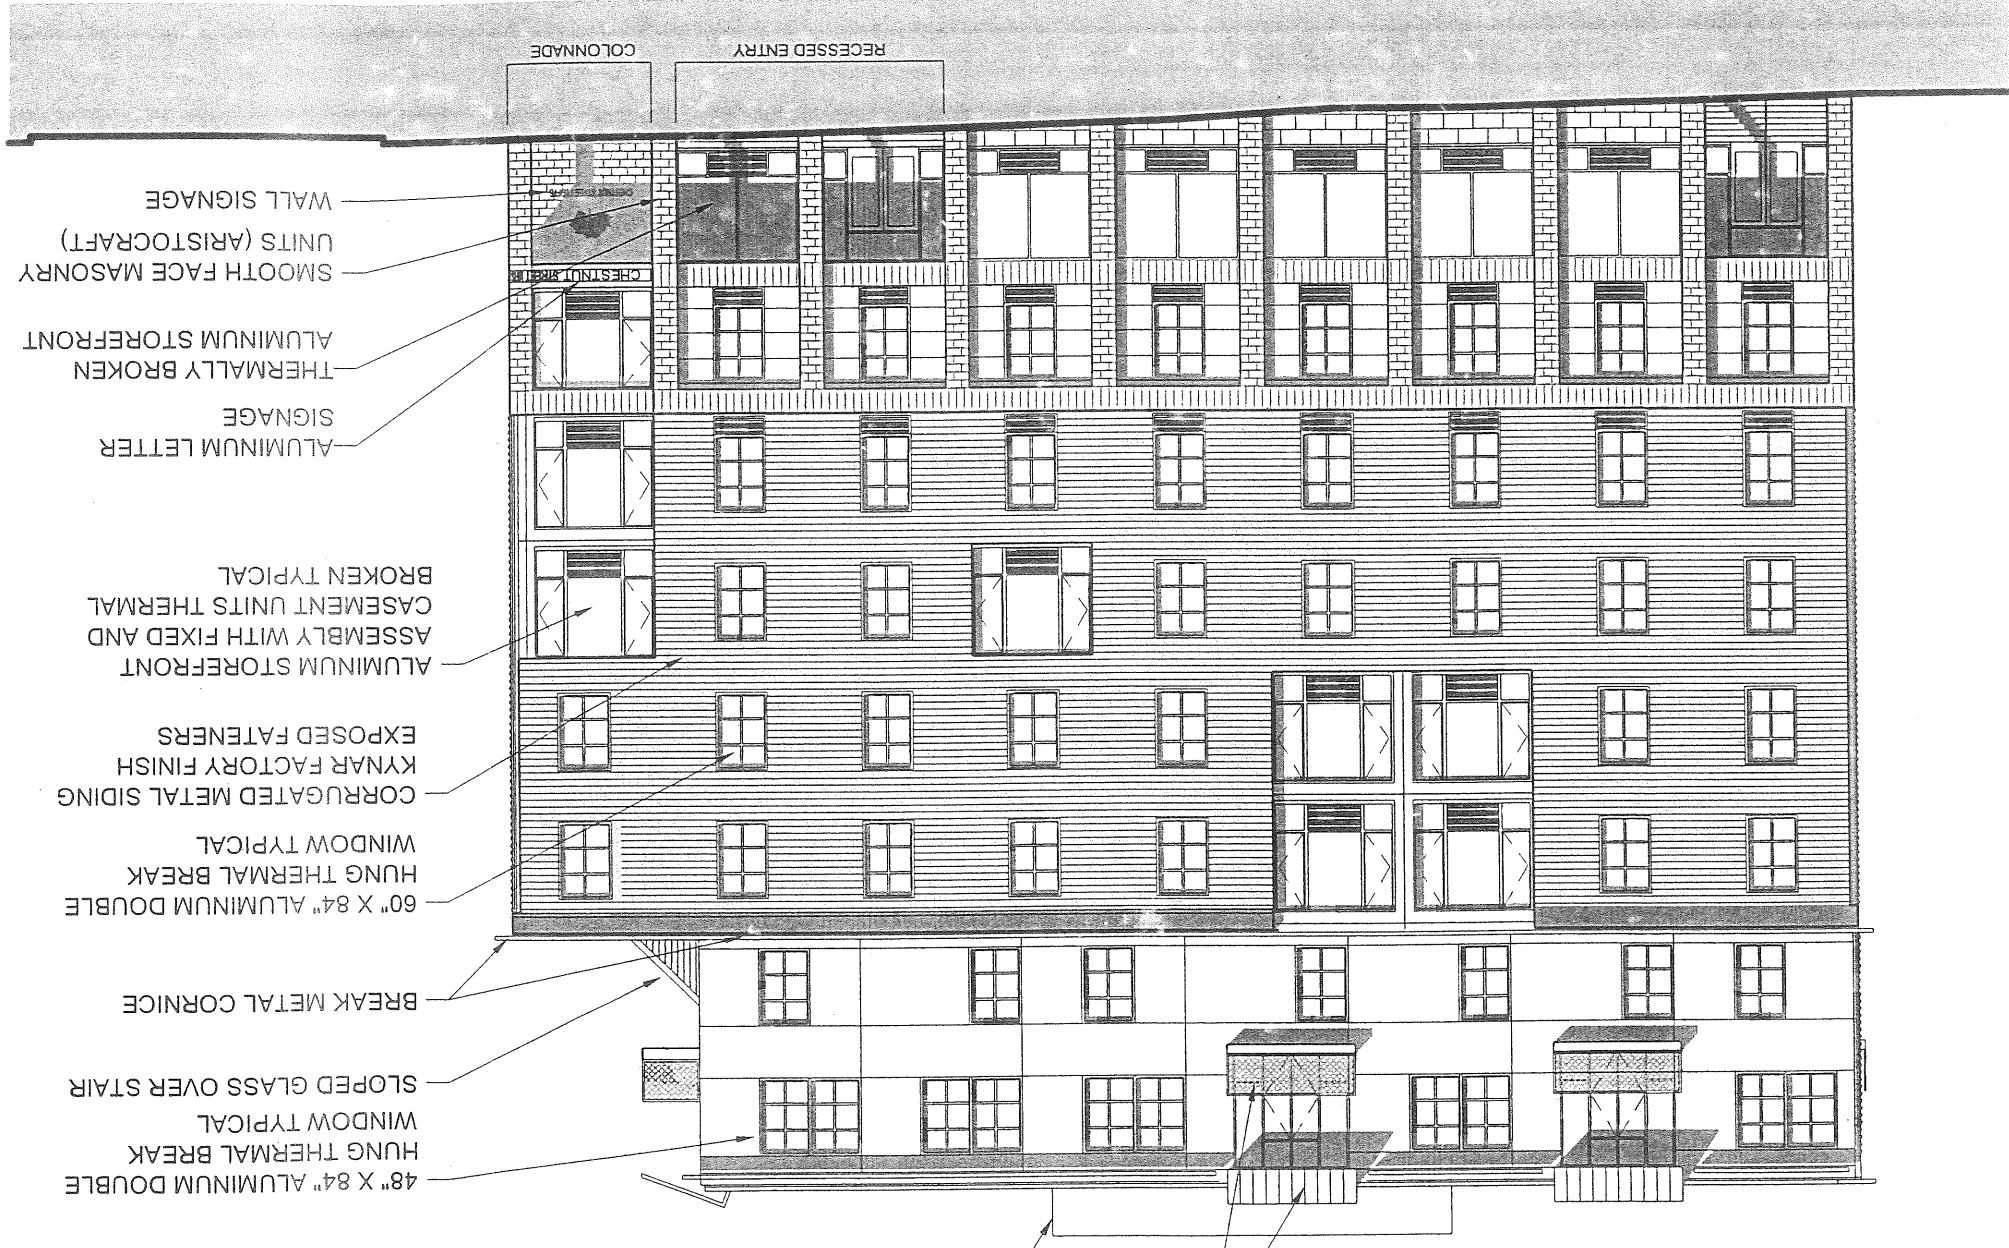 48" X 84" ALUMINUM DOUBLE
HUNG THERMAL BREAK
WINDOW TYPICAL
SLOPED GLASS OVER STAIR
BREAK METAL CORNICE
60" X 84" ALUMINUM DOUBLE
HUNG THERMAL BREAK
WINDOW TYPICAL
CORRUGATED METAL SIDING
KYNAR FACTORY FINISH
EXPOSED FATENERS
ALUMINUM STOREFRONT
ASSEMBLY WITH FIXED AND
CASEMENT UNITS THERMAL
BROKEN TYPICAL
ALUMINUM LETTER
SIGNAGE
THERMALLY BROKEN
ALUMINUM STOREFRONT
SMOOTH FACE MASONRY
UNITS (ARISTOCRAFT)
WALL SIGNAGE
CHESTNUT STREET
RECESSED ENTRY
COLONNADE